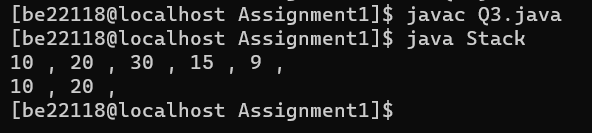 [be22118@localhost Assignment1]$ javac Q3.java
[be22118@localhost Assignment1]$ java Stack
10 , 20 , 30 , 15 , 9 ,
10 , 20 ,
[be22118@localhost Assignment1]$